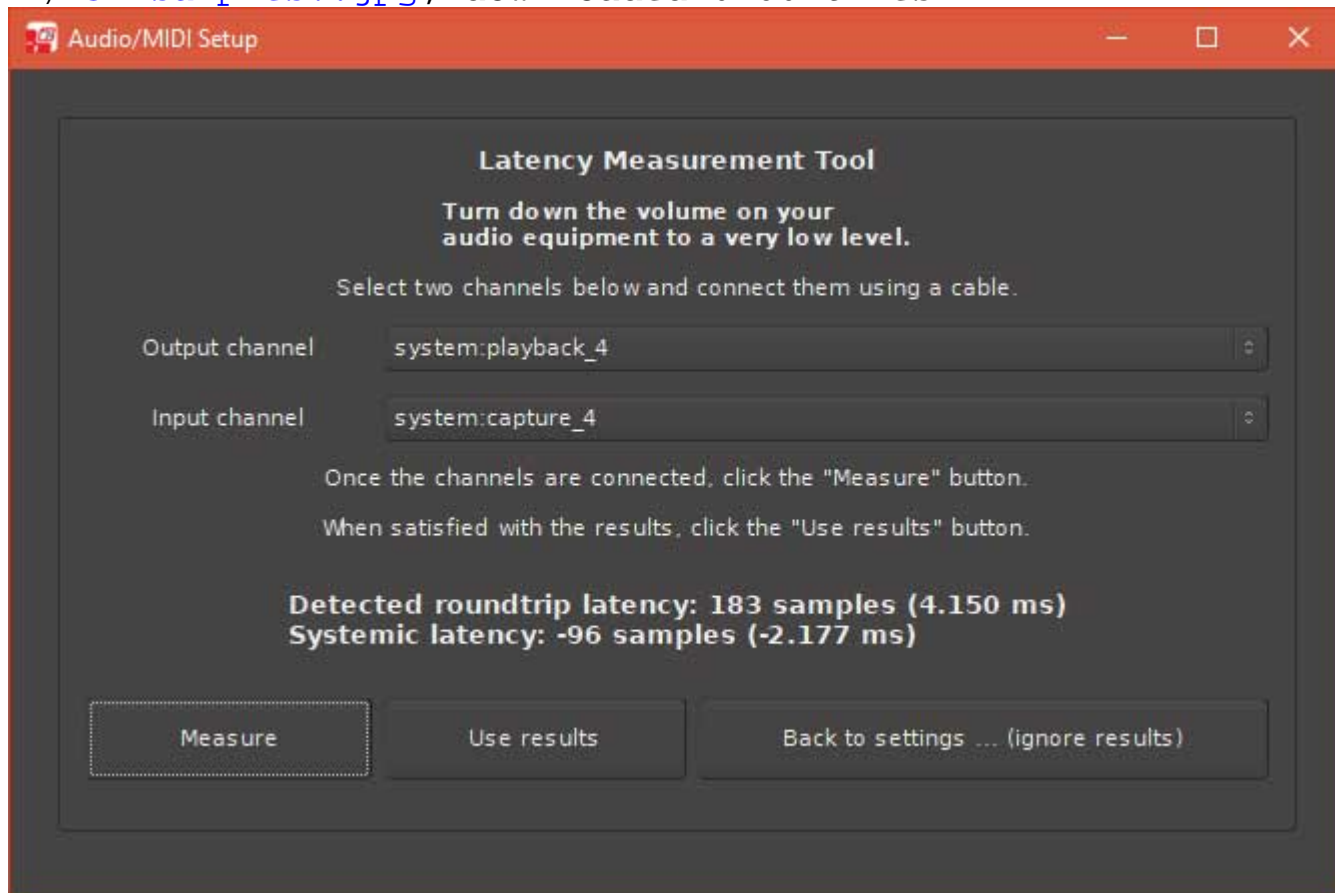 Audio/MIDI Setup
Latency Measurement Tool
Turn down the volume on your
audio equipment to a very low level.
Select two channels below and connect them using a cable.
Output channel system:playback_4
Input channel system:capture_4
Once the channels are connected, click the "Measure" button.
When satisfied with the results, click the "Use results" button.
Detected roundtrip latency: 183 samples (4.150 ms)
Systemic latency: -96 samples (-2.177 ms)
Measure Use results Back to settings ... (ignore results)